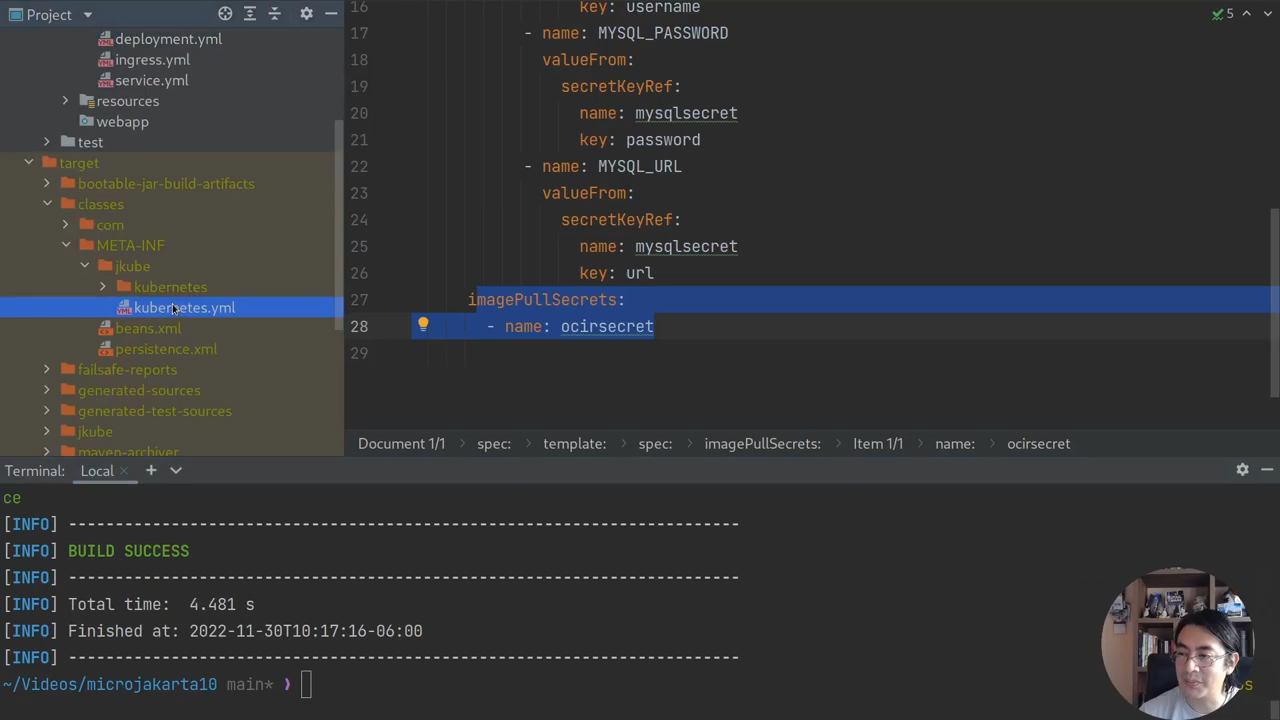 Project
deployment.yml
ingress.yml
service.yml
resources
webapp
test
target
bootable-jar-build-artifacts
classes
com
META-INF
jkube
kubernetes
kubernetes.yml
beans.xml
persistence.xml
failsafe-reports
generated-sources
generated-test-sources
jkube
maven-archiver
5
16 key: username
17 - name: MYSQL_PASSWORD
18 valueFrom:
19 secretKeyRef:
20 name: mysqlsecret
21 key: password
22 - name: MYSQL_URL
23 valueFrom:
24 secretKeyRef:
25 name: mysqlsecret
26 key: url
27 imagePullSecrets:
28 - name: ocirsecret
29
Document 1/1 > spec: > template: > spec: > imagePullSecrets: > Item 1/1 > name: > ocirsecret
Terminal: Local × +
ce
[INFO] ------------------------------------------------------------------------
[INFO] BUILD SUCCESS
[INFO] ------------------------------------------------------------------------
[INFO] Total time:  4.481 s
[INFO] Finished at: 2022-11-30T10:17:16-06:00
[INFO] ------------------------------------------------------------------------
~/Videos/microjakarta10 main* ❯